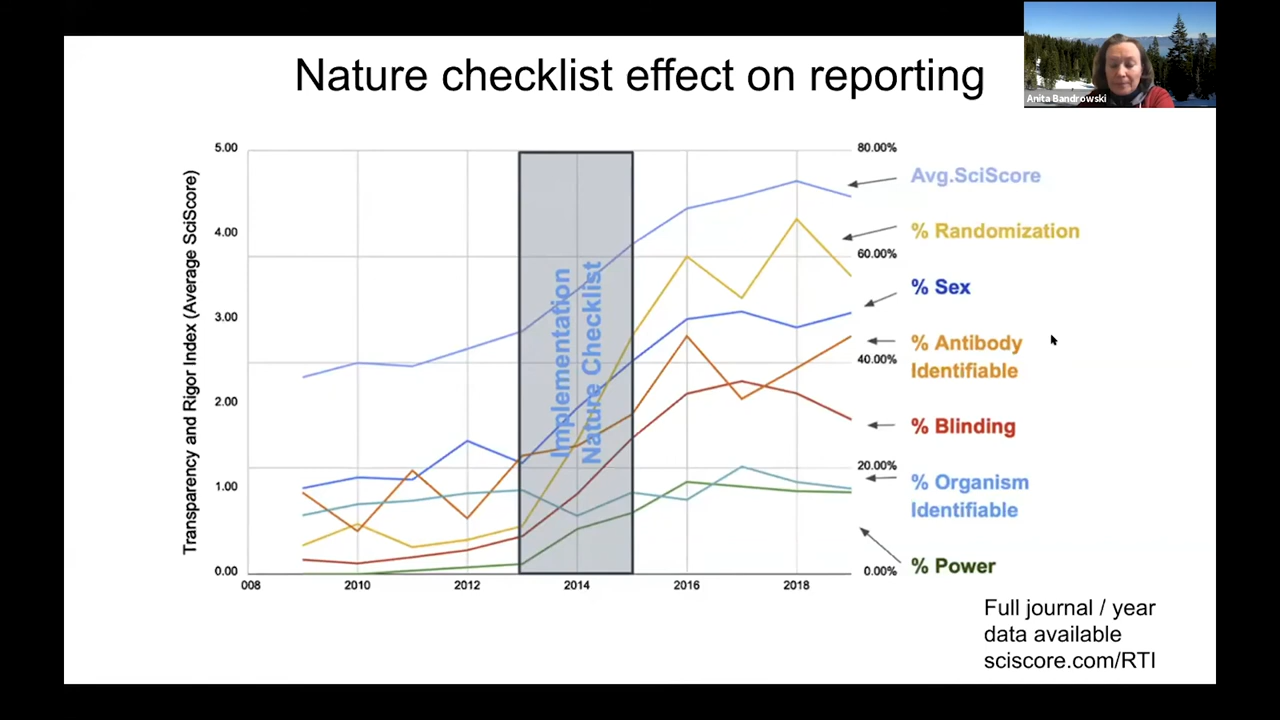 Nature checklist effect on reporting
Anita Bandrowski
5.00
4.00
3.00
2.00
1.00
0.00
Transparency and Rigor Index (Average SciScore)
80.00%
60.00%
40.00%
20.00%
0.00%
008
2010
2012
2014
2016
2018
Implementation
Nature Checklist
Avg.SciScore
% Randomization
% Sex
% Antibody
Identifiable
% Blinding
% Organism
Identifiable
% Power
Full journal / year
data available
sciscore.com/RTI